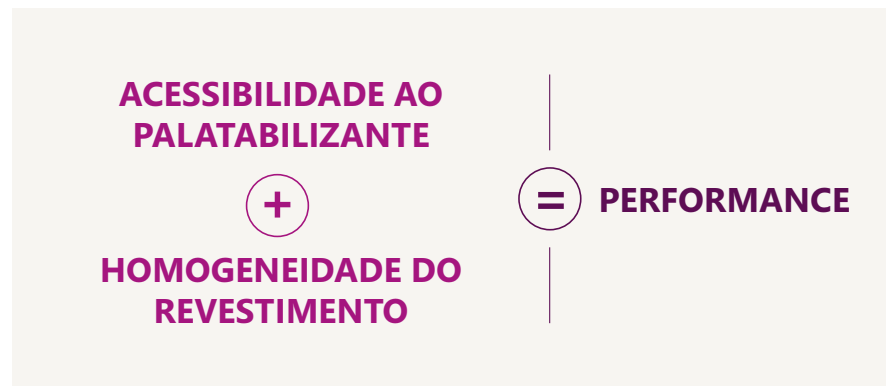 ACESSIBILIDADE AO
PALATABILIZANTE
+
HOMOGENEIDADE DO
REVESTIMENTO
=
PERFORMANCE